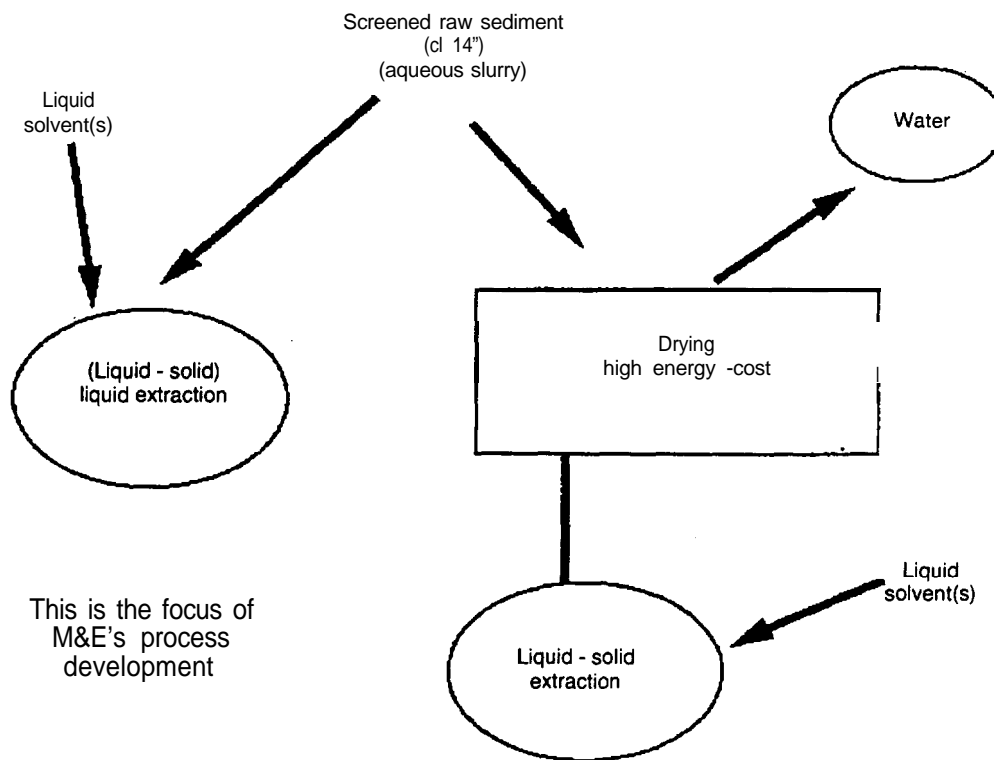 Screened raw sediment
(cl 14”)
(aqueous slurry)
Liquid
solvent(s)
Water
(Liquid - solid)
liquid extraction
Drying
high energy -cost
This is the focus of
M&E's process
development
Liquid - solid
extraction
Liquid
solvent(s)